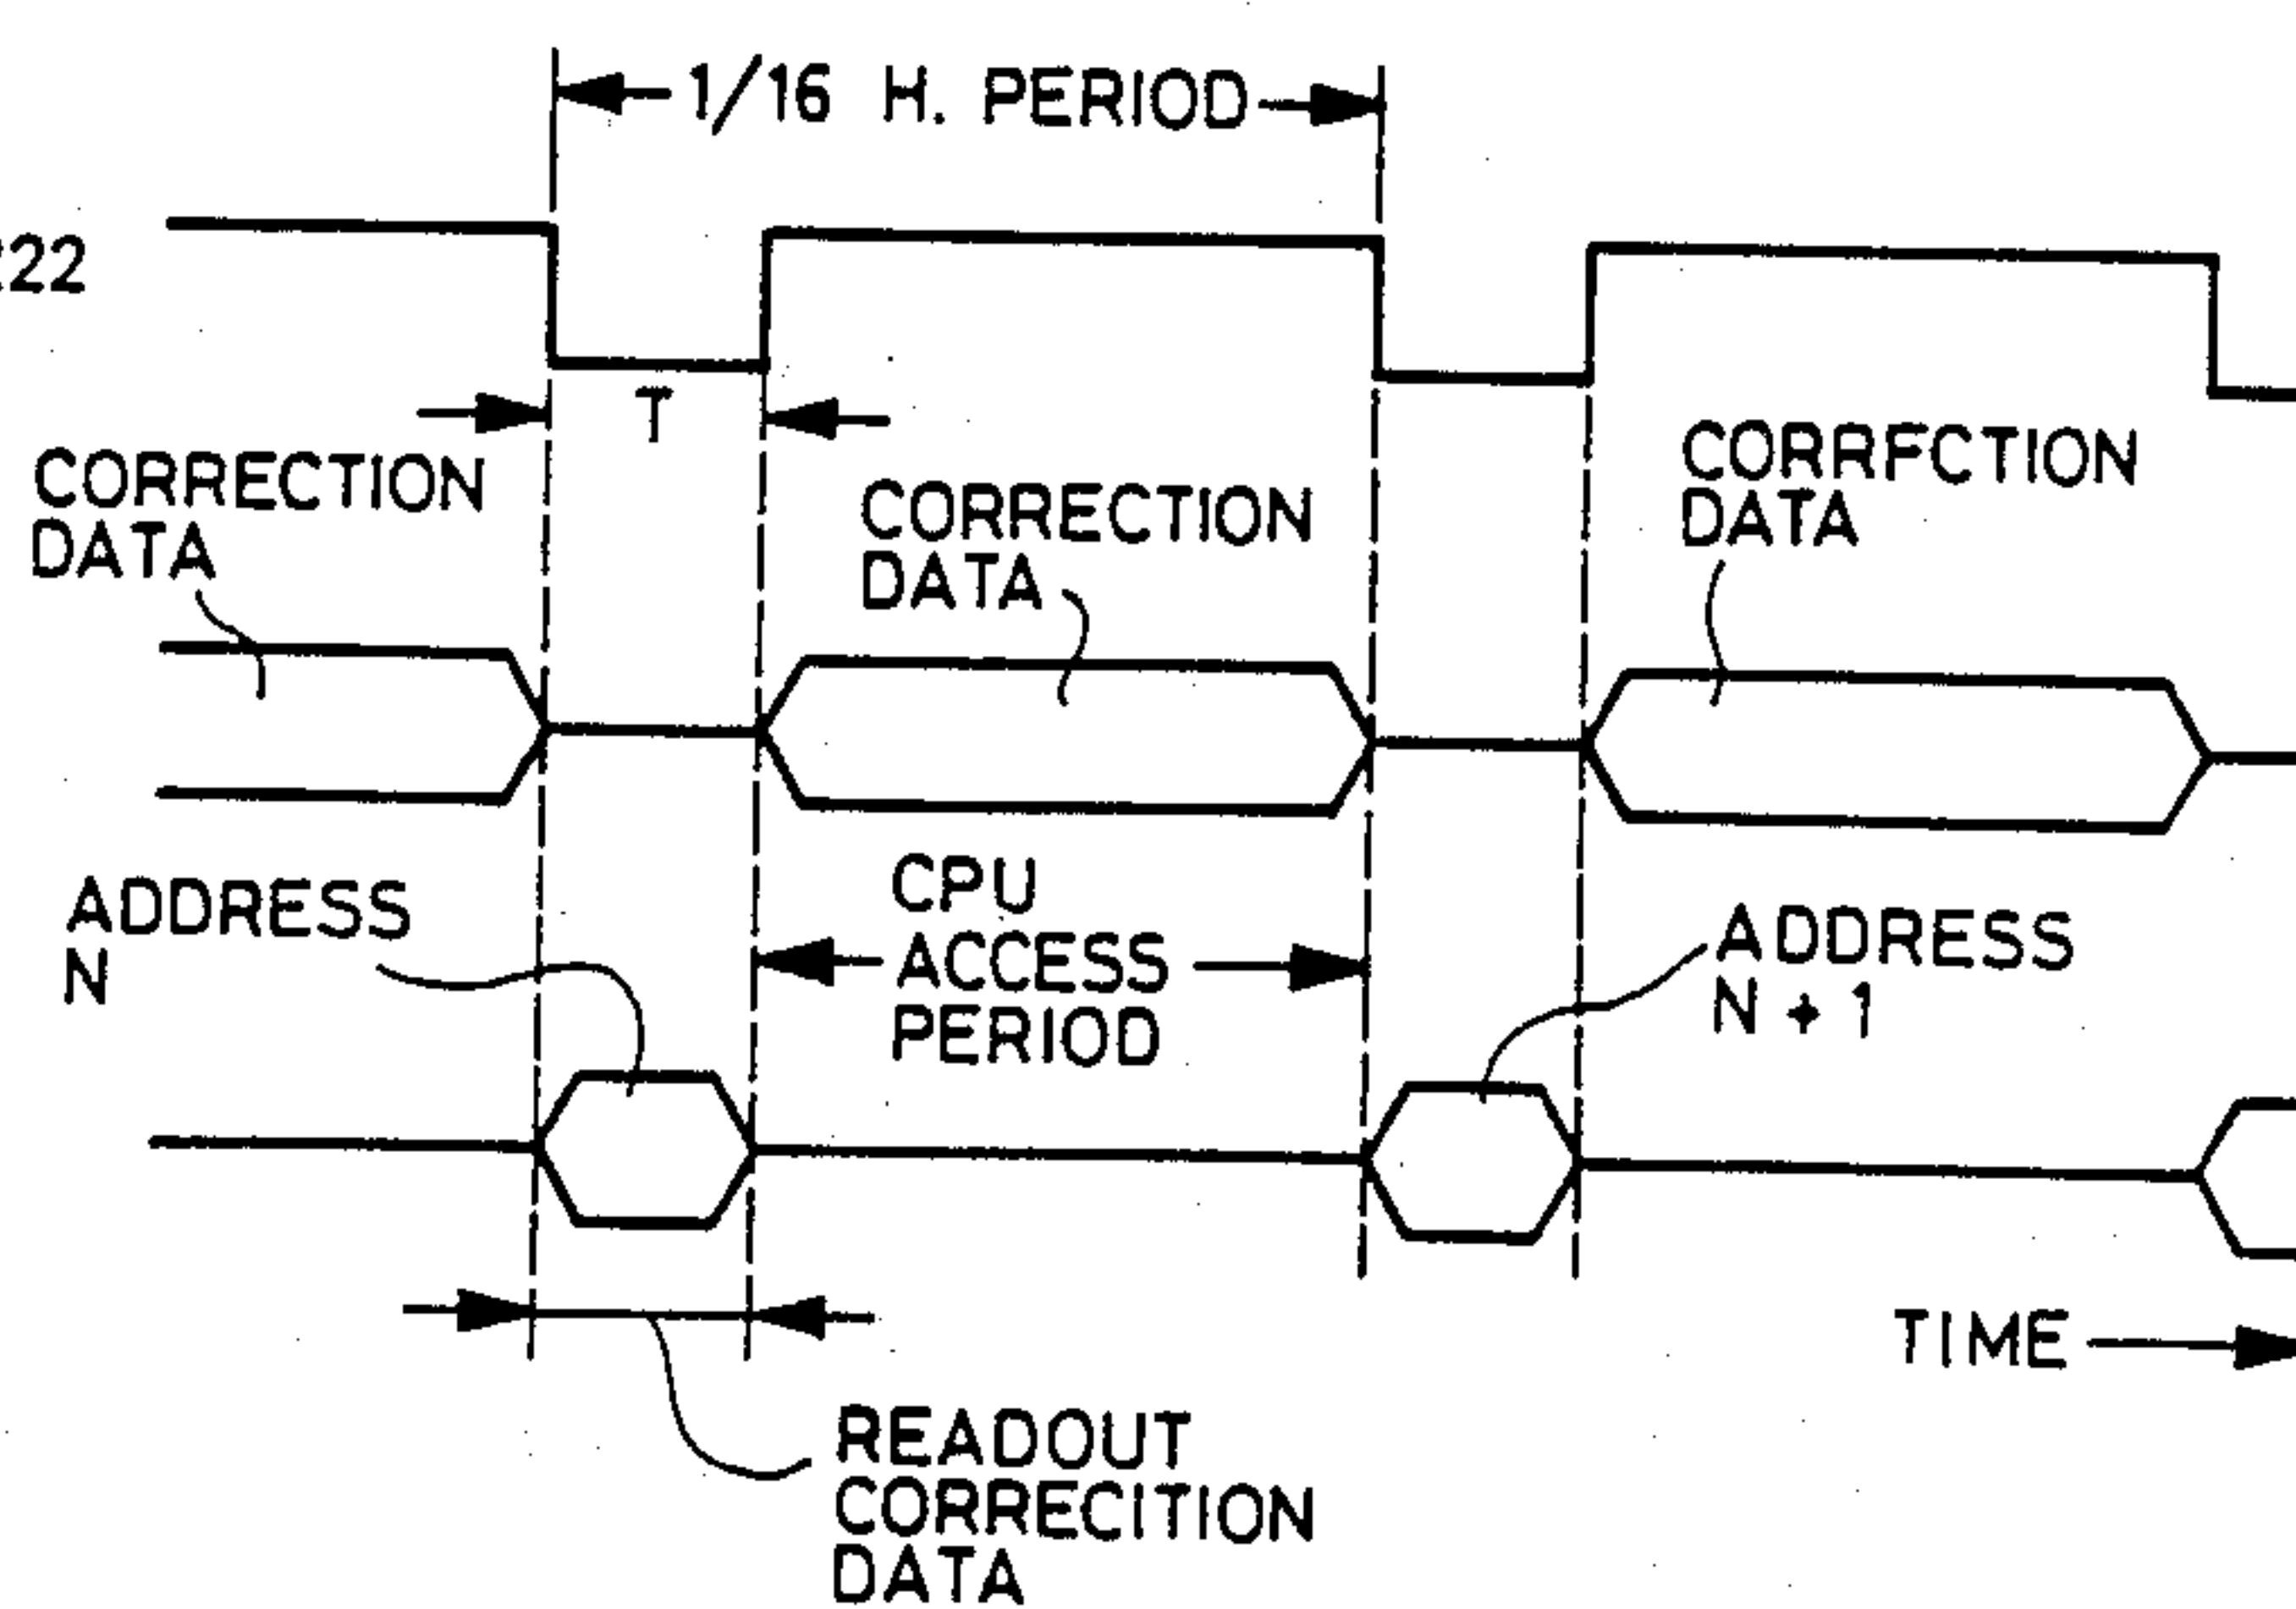 1/16 H. PERIOD
22
T
CORRECTION
DATA
CORRECTION
DATA
CORRFCTION
DATA
ADDRESS
N
CPU
ACCESS
PERIOD
ADDRESS
N + 1
TIME
READOUT
CORRECITION
DATA